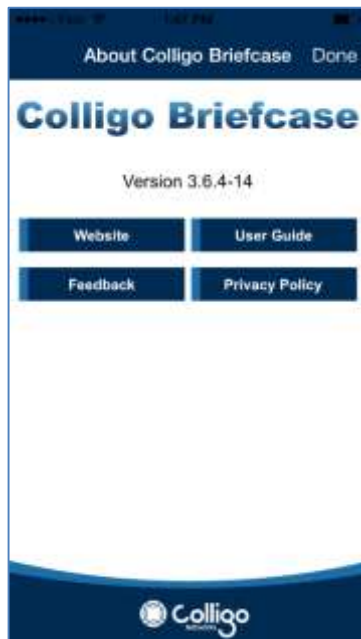 About Colligo Briefcase Done
Colligo Briefcase
Version 3.6.4-14
Website User Guide
Feedback Privacy Policy
Colligo